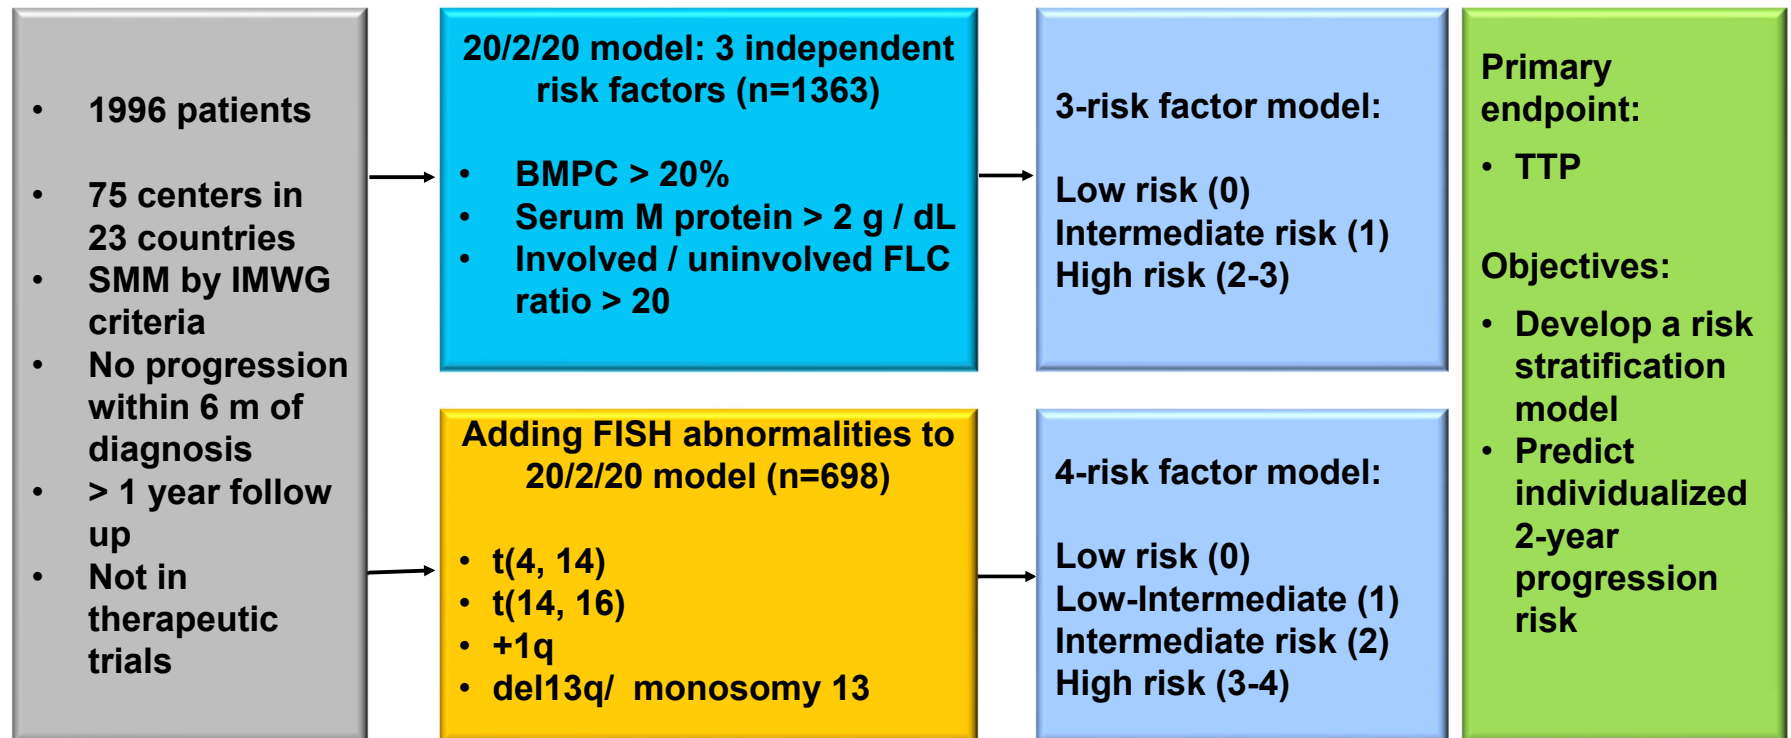 • 1996 patients
• 75 centers in
23 countries
• SMM by IMWG
criteria
• No progression
within 6 m of
diagnosis
• > 1 year follow
up
• Not in
therapeutic
trials
20/2/20 model: 3 independent
risk factors (n=1363)
• BMPC > 20%
• Serum M protein > 2 g / dL
• Involved / uninvolved FLC
ratio > 20
3-risk factor model:
Low risk (0)
Intermediate risk (1)
High risk (2-3)
Adding FISH abnormalities to
20/2/20 model (n=698)
• t(4, 14)
• t(14, 16)
• +1q
• del13q/ monosomy 13
4-risk factor model:
Low risk (0)
Low-Intermediate (1)
Intermediate risk (2)
High risk (3-4)
Primary
endpoint:
• TTP
Objectives:
• Develop a risk
stratification
model
• Predict
individualized
2-year
progression
risk